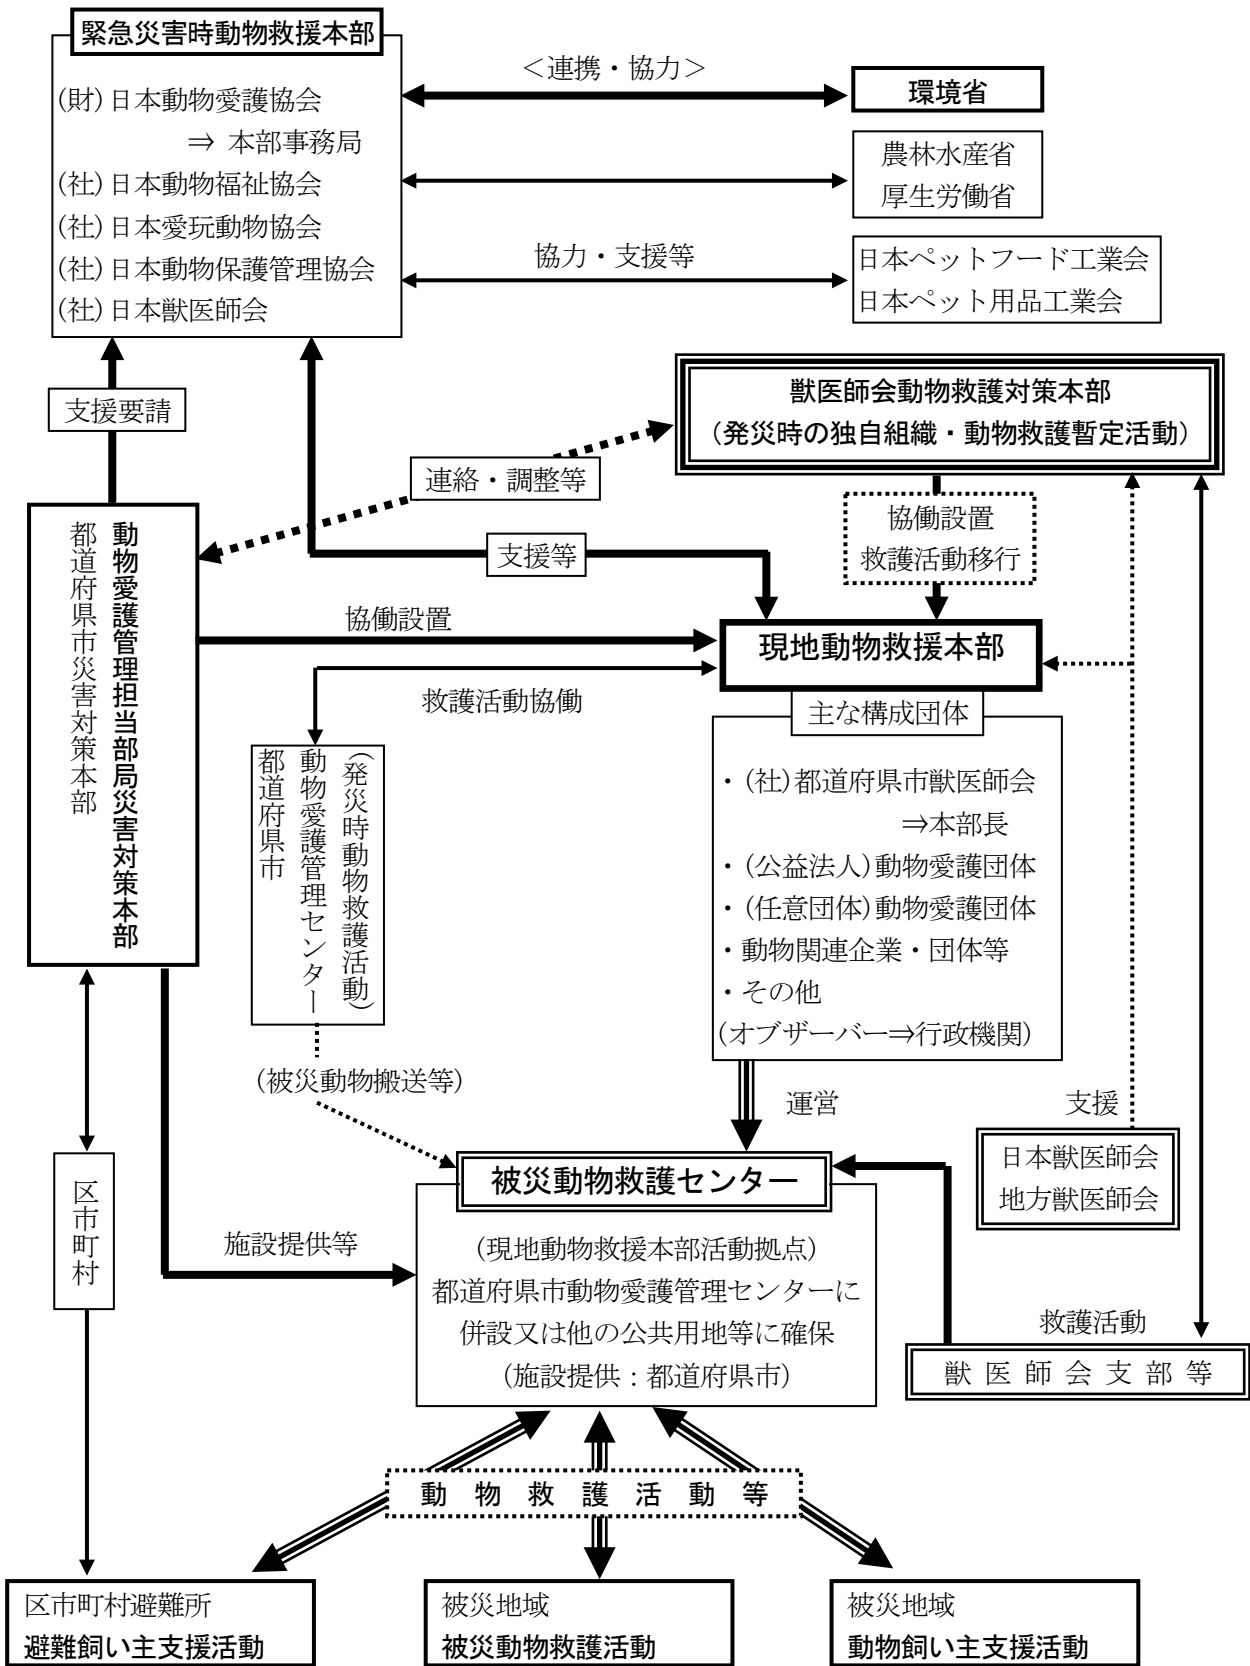 緊急災害時動物救援本部
(財)日本動物愛護協会
⇒ 本部事務局
(社)日本動物福祉協会
(社)日本愛玩動物協会
(社)日本動物保護管理協会
(社)日本獣医師会
＜連携・協力＞
環境省
農林水産省
厚生労働省
協力・支援等
日本ペットフード工業会
日本ペット用品工業会
支援要請
獣医師会動物救護対策本部
（発災時の独自組織・動物救護暫定活動）
連絡・調整等
協働設置
救護活動移行
支援等
動物愛護管理担当部局災害対策本部
都道府県市災害対策本部
協働設置
現地動物救援本部
救護活動協働
主な構成団体
・(社)都道府県市獣医師会
⇒本部長
・(公益法人)動物愛護団体
・(任意団体)動物愛護団体
・動物関連企業・団体等
・その他
(オブザーバー⇒行政機関)
(発災時動物救護活動)
動物愛護管理センター
都道府県市
(被災動物搬送等)
運営
支援
日本獣医師会
地方獣医師会
被災動物救護センター
区市町村
施設提供等
(現地動物救援本部活動拠点)
都道府県市動物愛護管理センターに
併設又は他の公共用地等に確保
(施設提供：都道府県市)
救護活動
獣医師会支部等
動物救護活動等
区市町村避難所
避難飼い主支援活動
被災地域
被災動物救護活動
被災地域
動物飼い主支援活動